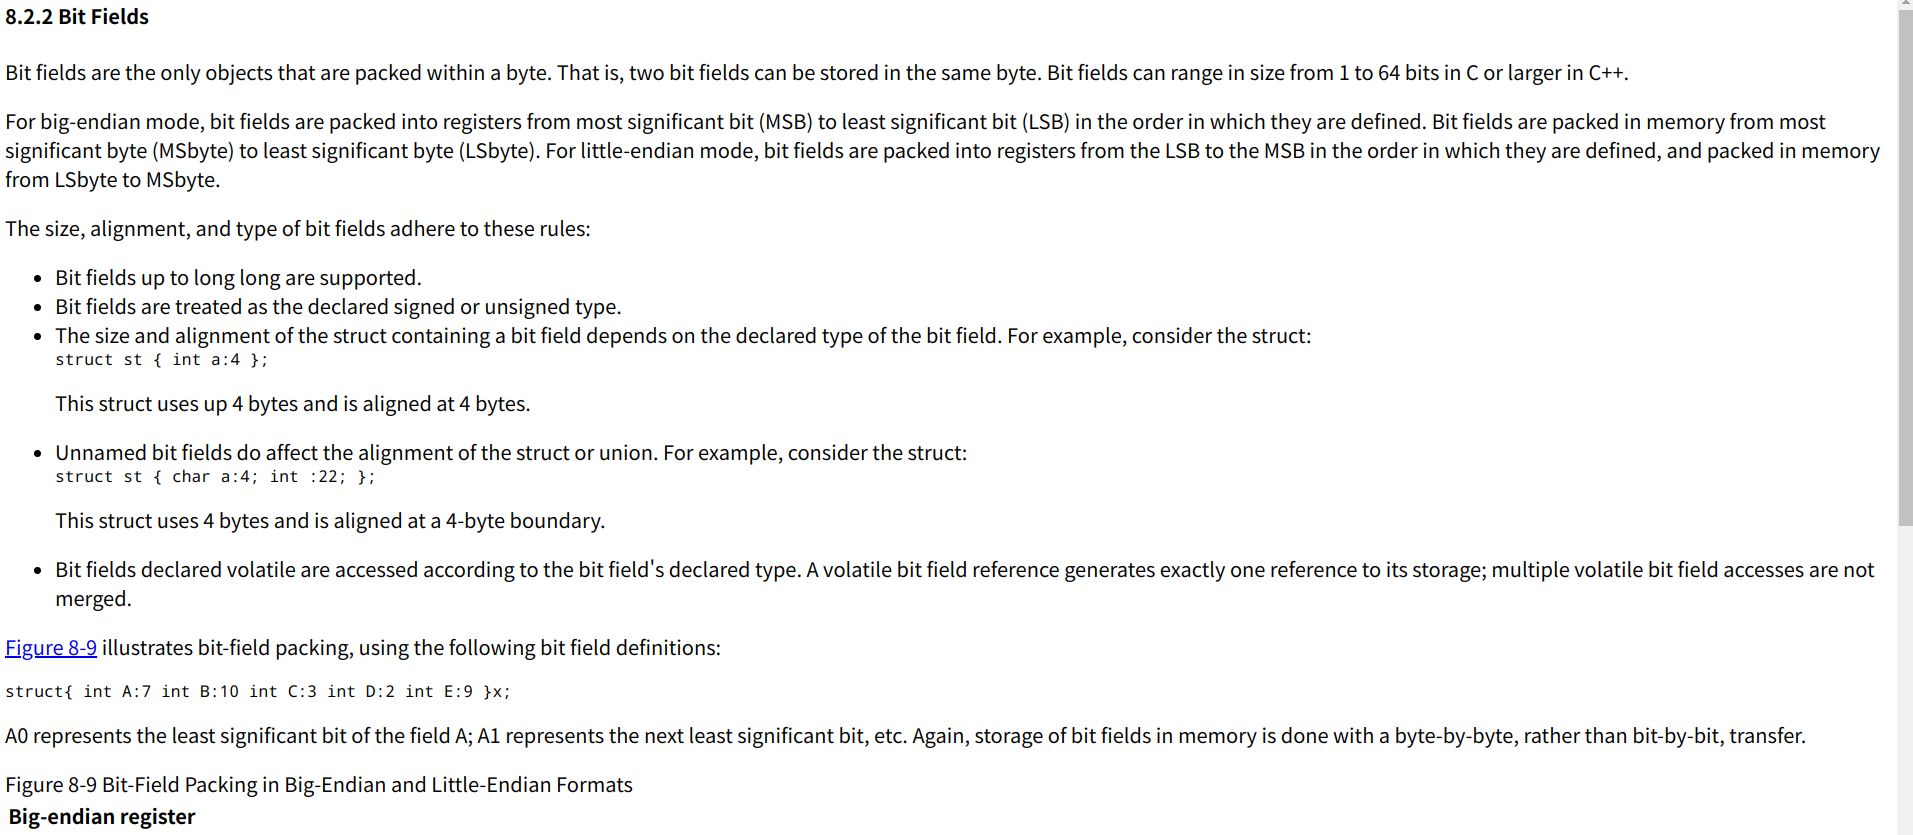 8.2.2 Bit Fields
Bit fields are the only objects that are packed within a byte. That is, two bit fields can be stored in the same byte. Bit fields can range in size from 1 to 64 bits in C or larger in C++.
For big-endian mode, bit fields are packed into registers from most significant bit (MSB) to least significant bit (LSB) in the order in which they are defined. Bit fields are packed in memory from most
significant byte (MSbyte) to least significant byte (LSbyte). For little-endian mode, bit fields are packed into registers from the LSB to the MSB in the order in which they are defined, and packed in memory
from LSbyte to MSbyte.
The size, alignment, and type of bit fields adhere to these rules:
• Bit fields up to long long are supported.
• Bit fields are treated as the declared signed or unsigned type.
• The size and alignment of the struct containing a bit field depends on the declared type of the bit field. For example, consider the struct:
struct st { int a:4 };
This struct uses up 4 bytes and is aligned at 4 bytes.
• Unnamed bit fields do affect the alignment of the struct or union. For example, consider the struct:
struct st { char a:4; int :22; };
This struct uses 4 bytes and is aligned at a 4-byte boundary.
• Bit fields declared volatile are accessed according to the bit field's declared type. A volatile bit field reference generates exactly one reference to its storage; multiple volatile bit field accesses are not
merged.
Figure 8-9 illustrates bit-field packing, using the following bit field definitions:
struct{ int A:7 int B:10 int C:3 int D:2 int E:9 }x;
A0 represents the least significant bit of the field A; A1 represents the next least significant bit, etc. Again, storage of bit fields in memory is done with a byte-by-byte, rather than bit-by-bit, transfer.
Figure 8-9 Bit-Field Packing in Big-Endian and Little-Endian Formats
Big-endian register